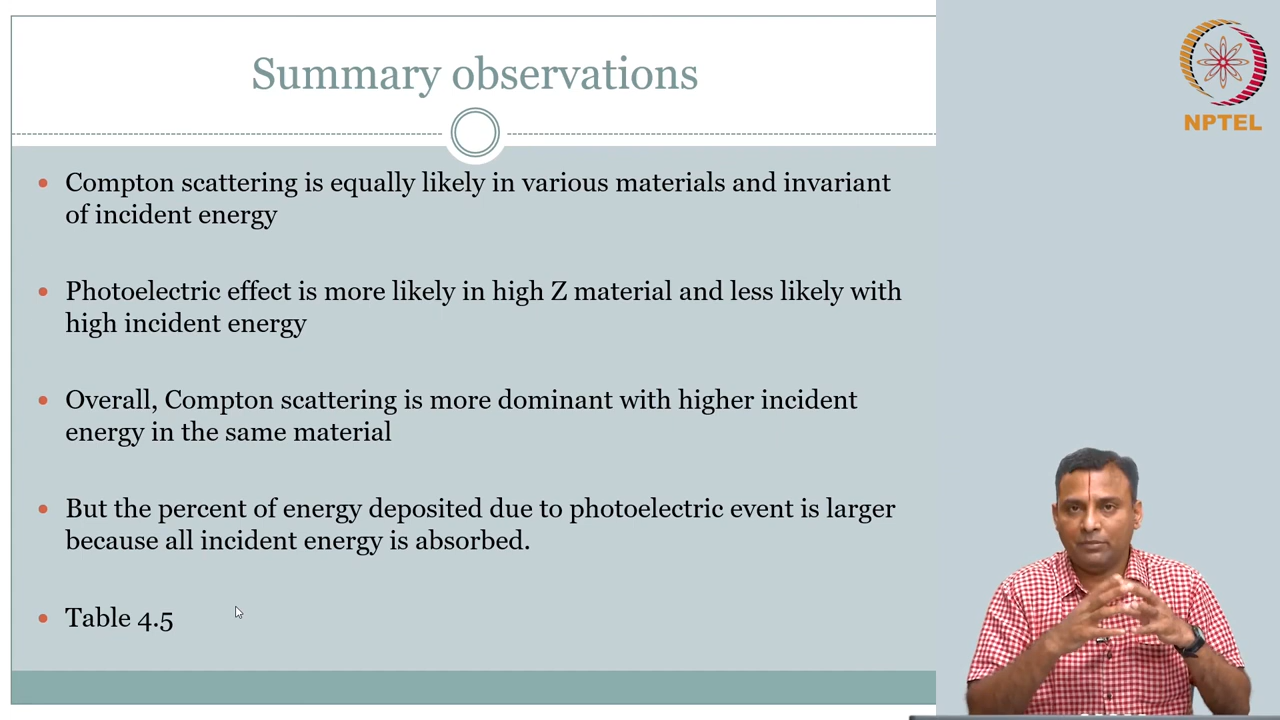 Summary observations
NPTEL
Compton scattering is equally likely in various materials and invariant
of incident energy
Photoelectric effect is more likely in high Z material and less likely with
high incident energy
Overall, Compton scattering is more dominant with higher incident
energy in the same material
But the percent of energy deposited due to photoelectric event is larger
because all incident energy is absorbed.
Table 4.5